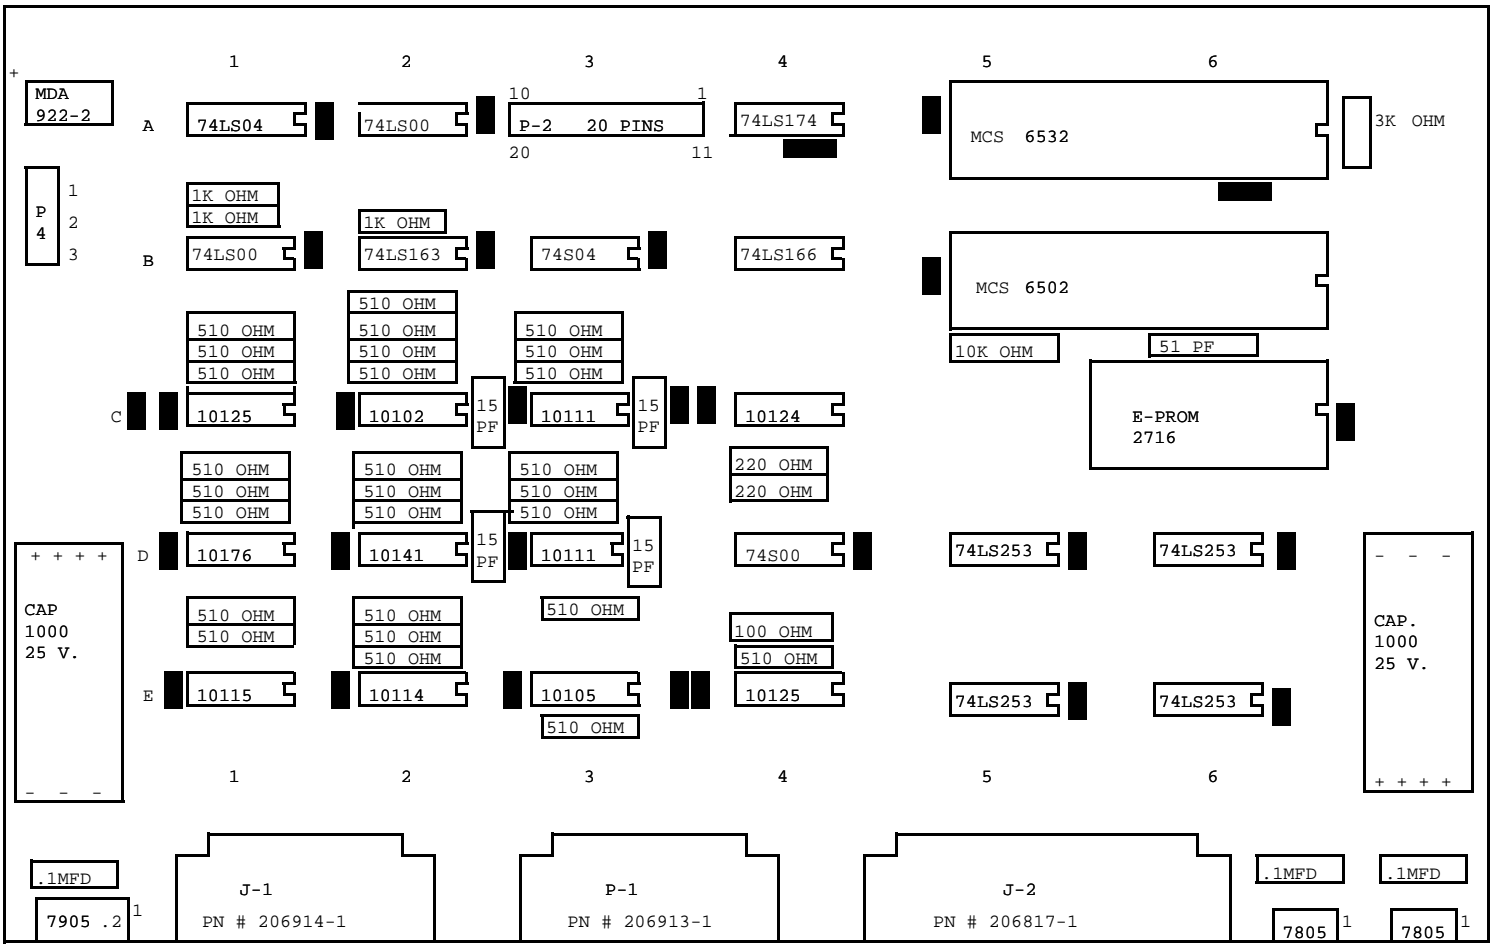 1 2 3 4 5 6
+
MDA
922-2
A
74LS04
74LS00
10 1
P-2 20 PINS
20 11
74LS174
MCS 6532
3K OHM
P
4
1
2
3
1K OHM
1K OHM
1K OHM
B
74LS00
74LS163
74S04
74LS166
MCS 6502
510 OHM
510 OHM
510 OHM
510 OHM
510 OHM
510 OHM
510 OHM
510 OHM
510 OHM
510 OHM
10K OHM
51 PF
C
10125
10102
15
PF
10111
15
PF
10124
E-PROM
2716
510 OHM
510 OHM
510 OHM
510 OHM
510 OHM
510 OHM
510 OHM
510 OHM
510 OHM
220 OHM
220 OHM
D
10176
10141
15
PF
10111
15
PF
74S00
74LS253
74LS253
+ + + +
CAP
1000
25 V.
- - -
- - -
CAP.
1000
25 V.
+ + + +
510 OHM
510 OHM
510 OHM
510 OHM
510 OHM
510 OHM
100 OHM
510 OHM
E
10115
10114
10105
10125
74LS253
74LS253
510 OHM
1 2 3 4 5 6
.1MFD
7905 .2
1
J-1
PN # 206914-1
P-1
PN # 206913-1
J-2
PN # 206817-1
.1MFD
7805
1
.1MFD
7805
1